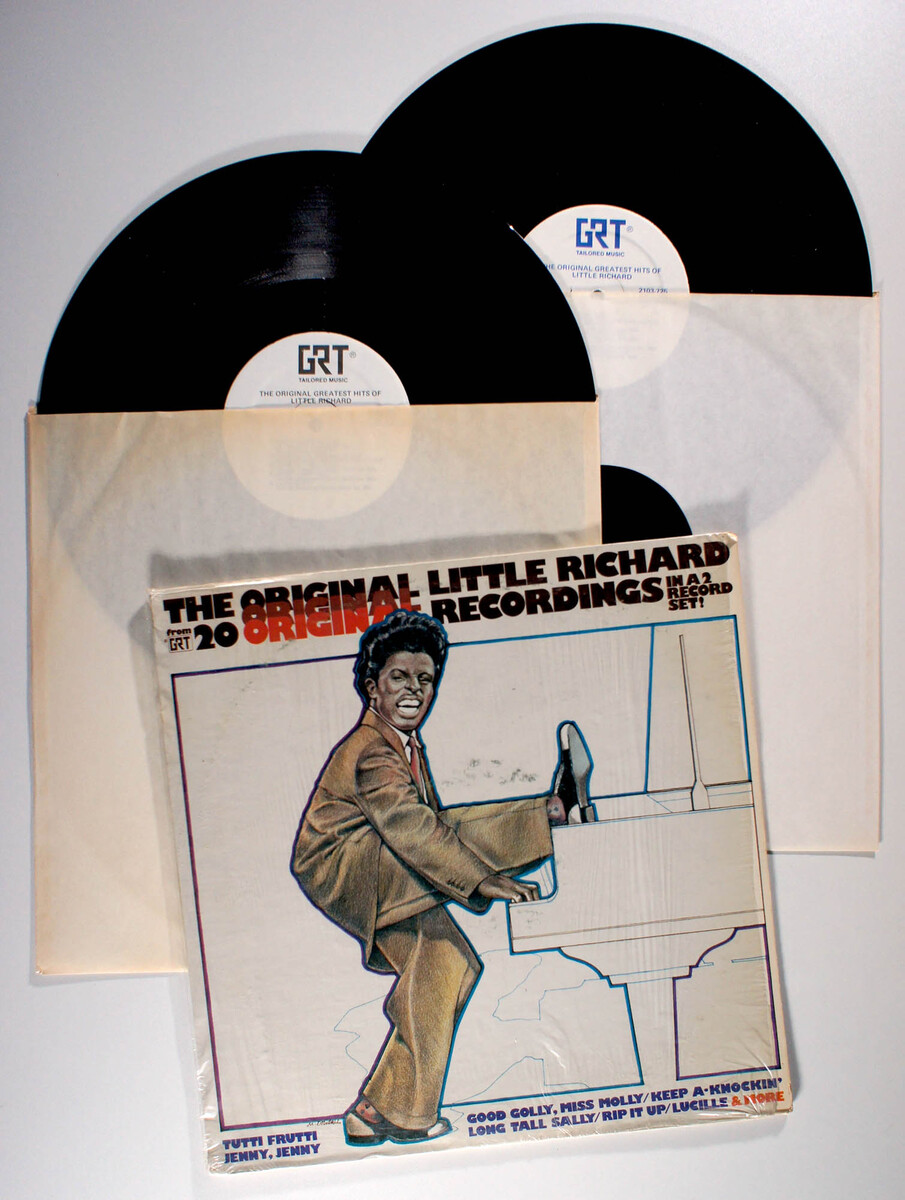 GRT®
TAILORED MUSIC
THE ORIGINAL GREATEST HITS OF
LITTLE RICHARD
2103-726
GRT®
TAILORED MUSIC
THE ORIGINAL GREATEST HITS OF
LITTLE RICHARD
THE ORIGINAL LITTLE RICHARD
from GRT 20 ORIGINAL RECORDINGS IN A 2 RECORD SET!
TUTTI FRUTTI
JENNY, JENNY
GOOD GOLLY, MISS MOLLY/KEEP A-KNOCKIN'
LONG TALL SALLY/RIP IT UP/LUCILLE & MORE